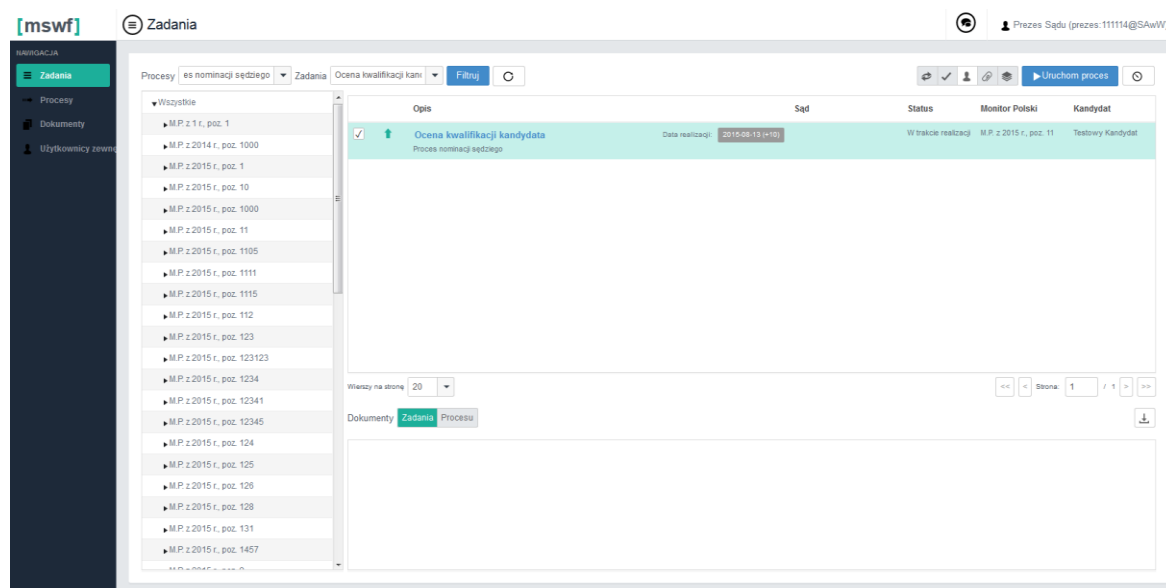 [mswf]
Zadania
Prezes Sądu (prezes:111114@SAwW)
NAWIGACJA
Zadania
Procesy
Dokumenty
Użytkownicy zewnę
Procesy es nominacji sędziego Zadania Ocena kwalifikacji kan Filtruj
Uruchom proces
Wszystkie
M.P. z 1 r., poz. 1
M.P. z 2014 r., poz. 1000
M.P. z 2015 r., poz. 1
M.P. z 2015 r., poz. 10
M.P. z 2015 r., poz. 1000
M.P. z 2015 r., poz. 11
M.P. z 2015 r., poz. 1105
M.P. z 2015 r., poz. 1111
M.P. z 2015 r., poz. 1115
M.P. z 2015 r., poz. 112
M.P. z 2015 r., poz. 123
M.P. z 2015 r., poz. 123123
M.P. z 2015 r., poz. 1234
M.P. z 2015 r., poz. 12341
M.P. z 2015 r., poz. 12345
M.P. z 2015 r., poz. 124
M.P. z 2015 r., poz. 125
M.P. z 2015 r., poz. 126
M.P. z 2015 r., poz. 128
M.P. z 2015 r., poz. 131
M.P. z 2015 r., poz. 1457
Opis Sąd Status Monitor Polski Kandydat
Ocena kwalifikacji kandydata Data realizacji: 2015-08-13 (+10) W trakcie realizacji M.P. z 2015 r., poz. 11 Testowy Kandydat
Proces nominacji sędziego
Wierszy na stronę 20 << < Strona: 1 / 1 > >>
Dokumenty Zadania Procesu